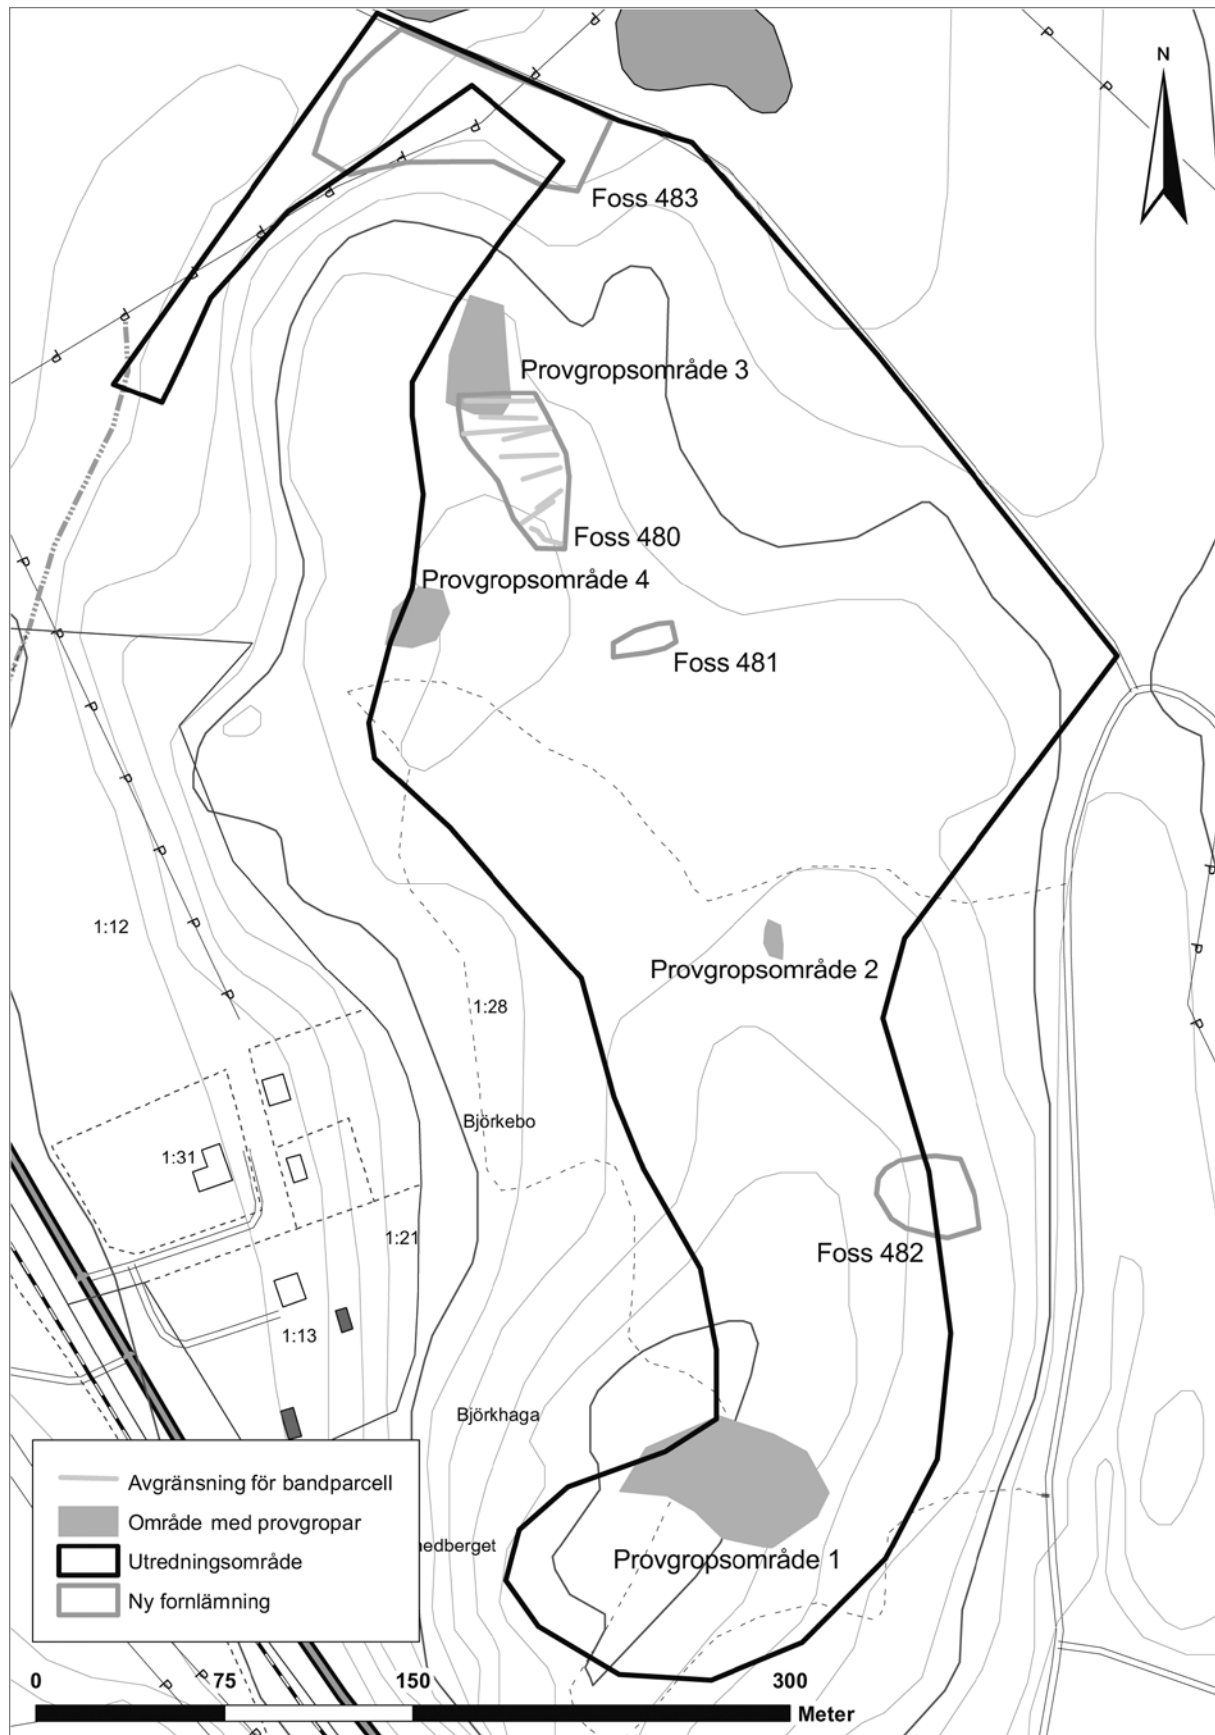 N
Foss 483
Provgropsområde 3
Foss 480
Provgropsområde 4
Foss 481
1:12
Provgropsområde 2
1:28
Björkebo
1:31
1:21
Foss 482
1:13
Björkhaga
Avgränsning för bandparcell
Område med provgropar
nedberget
Provgropsområde 1
Utredningsområde
Ny fornlämning
0 75 150 300
Meter